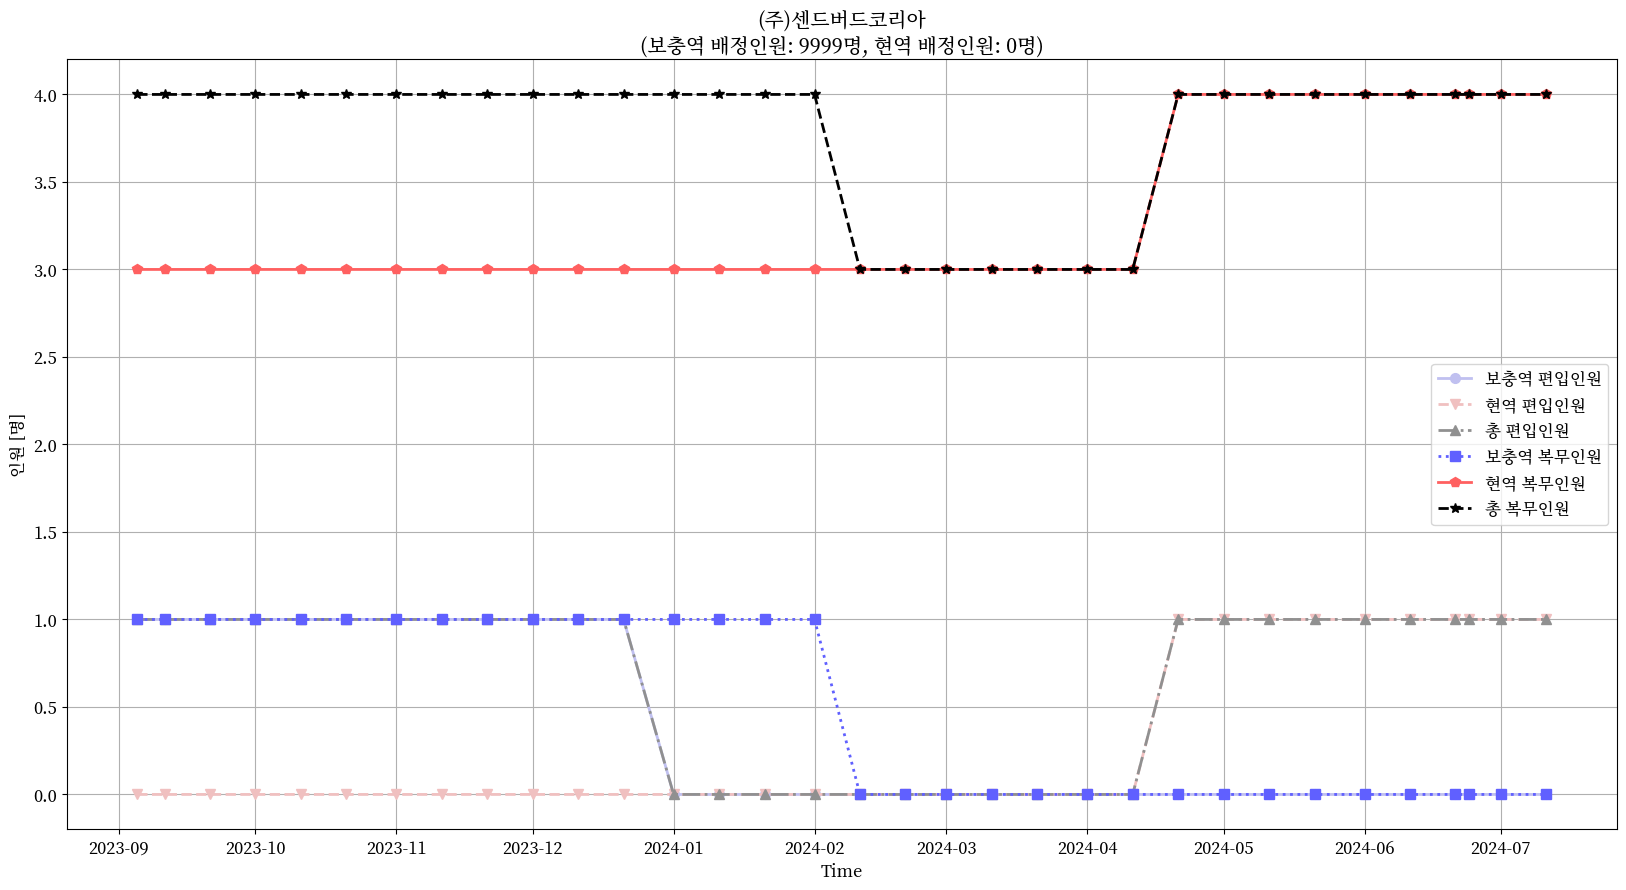 (주)센드버드코리아
(보충역 배정인원: 9999명, 현역 배정인원: 0명)
인원 [명]
4.0
3.5
3.0
2.5
2.0
1.5
1.0
0.5
0.0
보충역 편입인원
현역 편입인원
총 편입인원
보충역 복무인원
현역 복무인원
총 복무인원
2023-09 2023-10 2023-11 2023-12 2024-01 2024-02 2024-03 2024-04 2024-05 2024-06 2024-07
Time